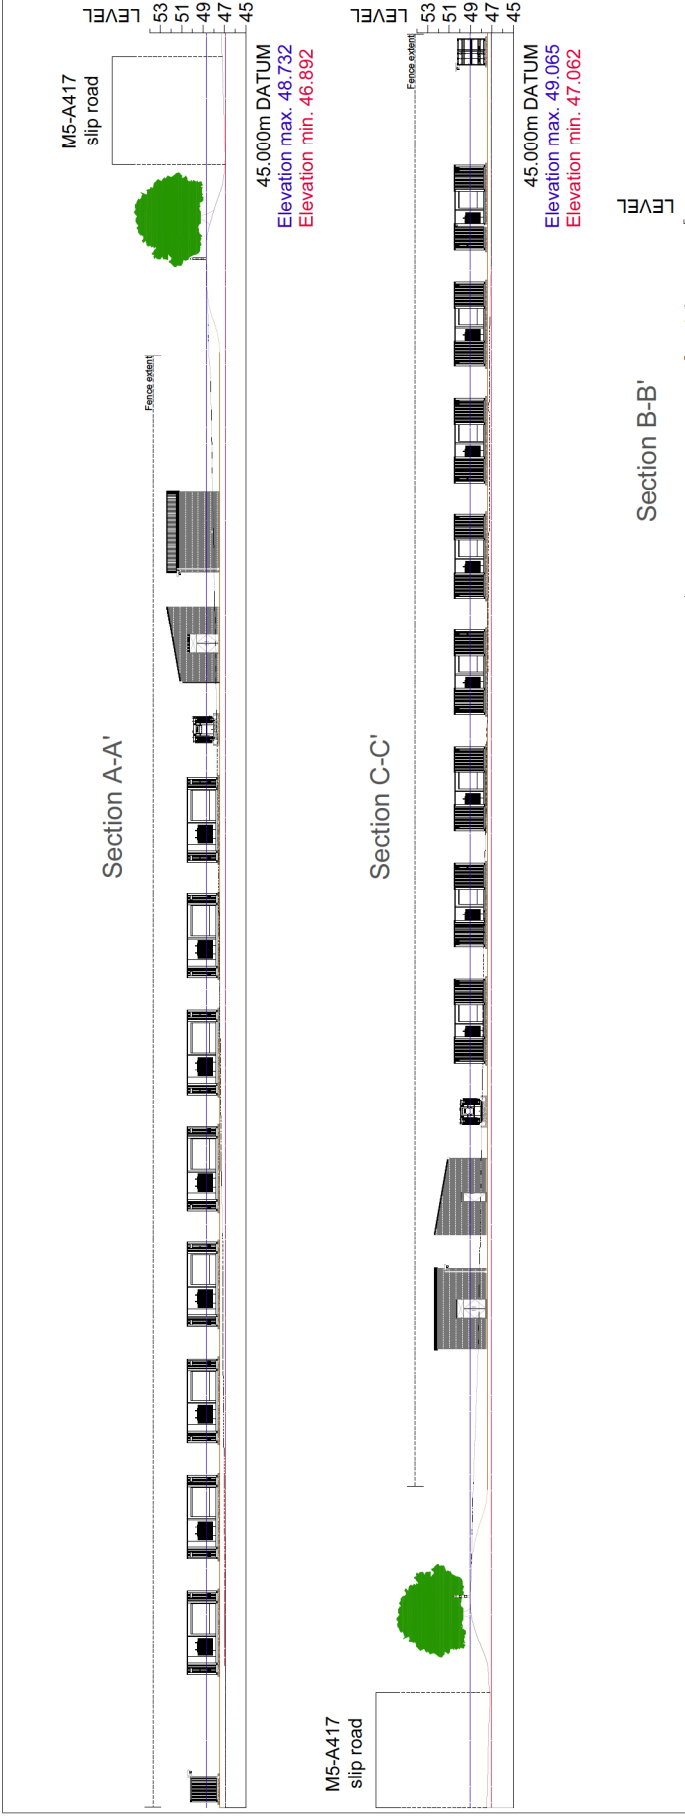 LEVEL
53
51
49
47
45
M5-A417
slip road
Fence extent
45.000m DATUM
Elevation max. 48.732
Elevation min. 46.892
Section A-A'
LEVEL
53
51
49
47
45
Fence extent
45.000m DATUM
Elevation max. 49.065
Elevation min. 47.062
Section C-C'
M5-A417
slip road
LEVEL
Section B-B'